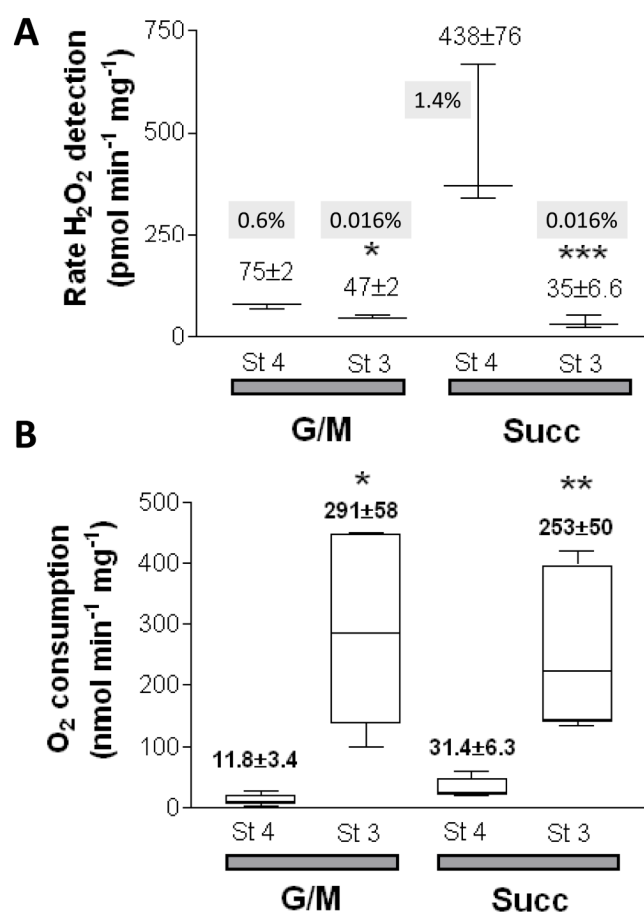 A
Rate H₂O₂ detection
(pmol min⁻¹ mg⁻¹)
750
500
250
0
438±76
1.4%
0.6%
0.016%
0.016%
*
***
75±2
47±2
35±6.6
St 4
St 3
St 4
St 3
G/M
Succ
B
O₂ consumption
(nmol min⁻¹ mg⁻¹)
500
400
300
200
100
0
*
**
291±58
253±50
11.8±3.4
31.4±6.3
St 4
St 3
St 4
St 3
G/M
Succ